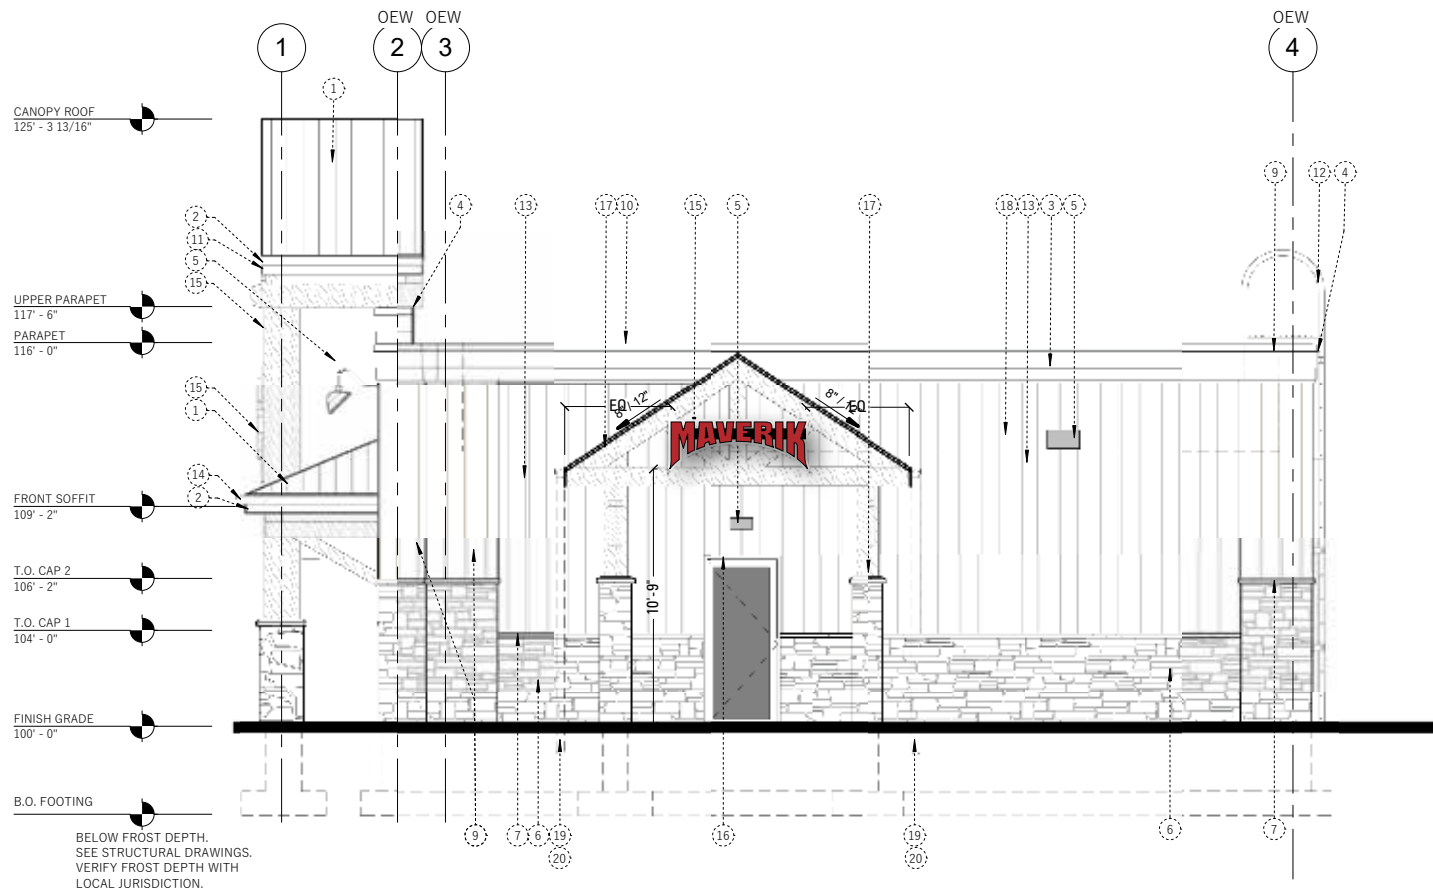 OEW OEW OEW
1 2 3 4
1
CANOPY ROOF
125' - 3 13/16"
9 12 4
4 13 17 10 15 5 17 18 13 3 5
2
11
5
15
UPPER PARAPET
117' - 6"
PARAPET
116' - 0"
15
1
EQ 8" / 12" 8" / EQ
MAVERIK
14
2
FRONT SOFFIT
109' - 2"
T.O. CAP 2
106' - 2"
10'-9"
T.O. CAP 1
104' - 0"
FINISH GRADE
100' - 0"
B.O. FOOTING
9 7 6 19 16 19 6 7
20 20
BELOW FROST DEPTH.
SEE STRUCTURAL DRAWINGS.
VERIFY FROST DEPTH WITH
LOCAL JURISDICTION.